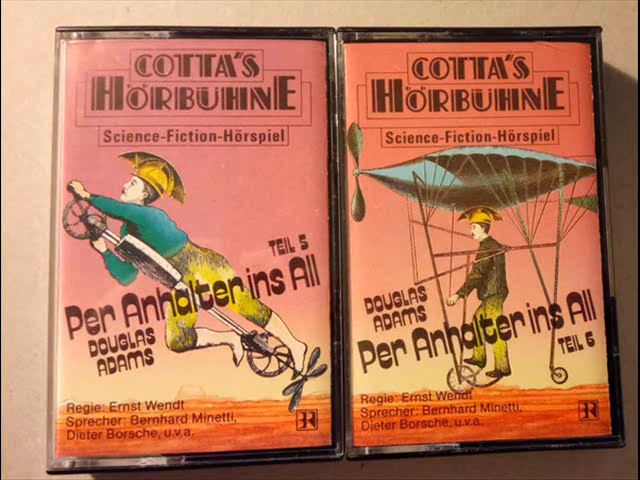 COTTA'S
HÖRBÜHNE
Science-Fiction-Hörspiel
TEIL 5
Per Anhalter ins All
DOUGLAS
ADAMS
Regie: Ernst Wendt
Sprecher: Bernhard Minetti,
Dieter Borsche, u.v.a.
COTTA'S
HÖRBÜHNE
Science-Fiction-Hörspiel
DOUGLAS
ADAMS
Per Anhalter ins All
TEIL 6
Regie: Ernst Wendt
Sprecher: Bernhard Minetti,
Dieter Borsche, u.v.a.